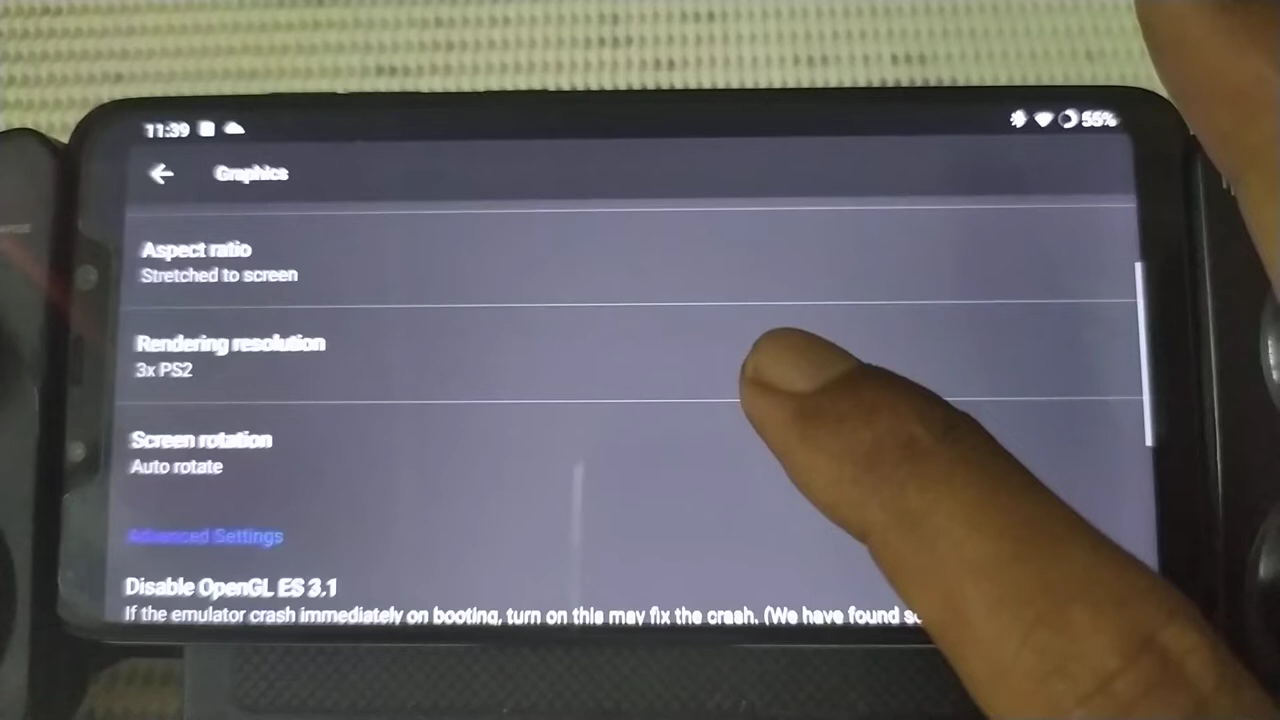 11:39
55%
Graphics
Aspect ratio
Stretched to screen
Rendering resolution
3x PS2
Screen rotation
Auto rotate
Advanced Settings
Disable OpenGL ES 3.1
If the emulator crash immediately on booting, turn on this may fix the crash. (We have found